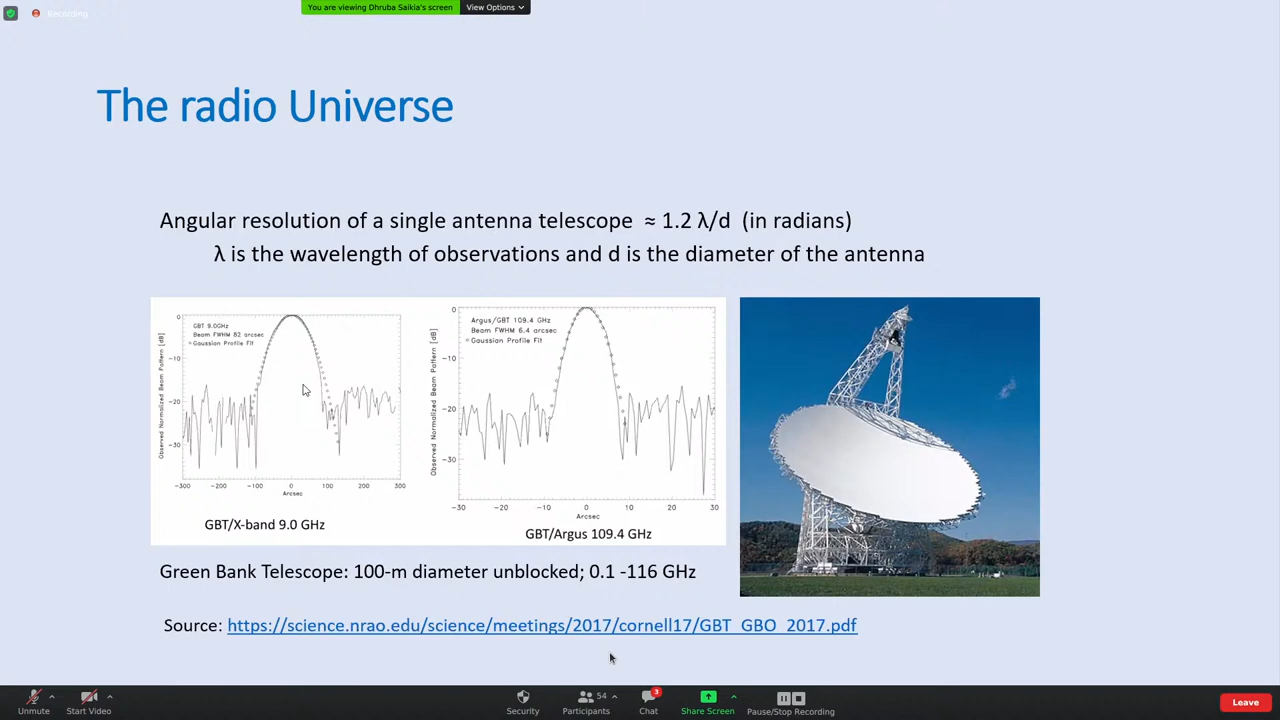 Recording
You are viewing Dhruba Saikia's screen
View Options
The radio Universe
Angular resolution of a single antenna telescope ≈ 1.2 λ/d (in radians)
λ is the wavelength of observations and d is the diameter of the antenna
Observed Normalized Beam Pattern [dB]
GBT 9.0GHz
Beam FWHM 82 arcsec
Gaussian Profile Fit
0
-10
-20
-30
-300 -200 -100 0 100 200 300
Arcsec
GBT/X-band 9.0 GHz
Observed Normalized Beam Pattern [dB]
Argus/GBT 109.4 GHz
Beam FWHM 6.4 arcsec
Gaussian Profile Fit
0
-10
-20
-30
-30 -20 -10 0 10 20 30
Arcsec
GBT/Argus 109.4 GHz
Green Bank Telescope: 100-m diameter unblocked; 0.1 -116 GHz
Source: https://science.nrao.edu/science/meetings/2017/cornell17/GBT_GBO_2017.pdf
Unmute
Start Video
Security
54
Participants
3
Chat
Share Screen
Pause/Stop Recording
Leave